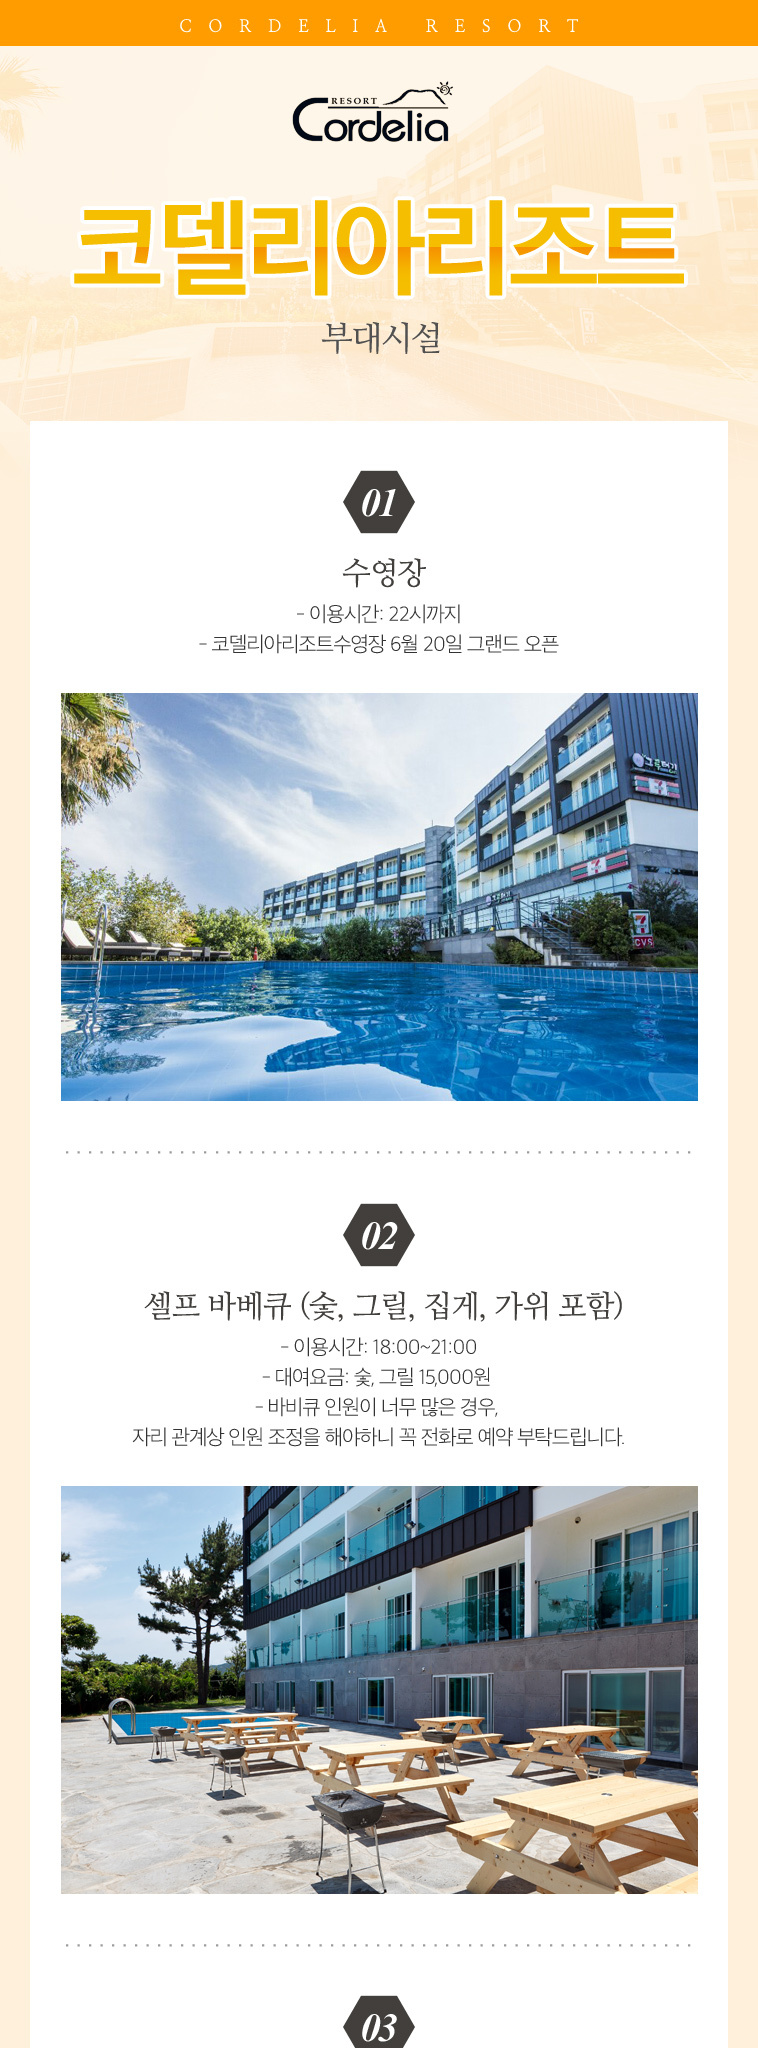 CORDELIA RESORT
RESORT
Cordelia
코델리아리조트
부대시설
01
수영장
- 이용시간: 22시까지
- 코델리아리조트수영장 6월 20일 그랜드 오픈
7
ELEVEN
7
CVS
02
셀프 바베큐 (숯, 그릴, 집게, 가위 포함)
- 이용시간: 18:00~21:00
- 대여요금: 숯, 그릴 15,000원
- 바비큐 인원이 너무 많은 경우,
자리 관계상 인원 조정을 해야하니 꼭 전화로 예약 부탁드립니다.
03